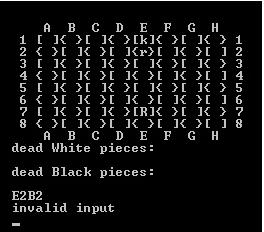 A B C D E F G H
1 [ ]< >[ ]< >[k]< >[ ]< > 1
2 < >[ ]< >[ ]<r>[ ]< >[ ] 2
3 [ ]< >[ ]< >[ ]< >[ ]< > 3
4 < >[ ]< >[ ]< >[ ]< >[ ] 4
5 [ ]< >[ ]< >[ ]< >[ ]< > 5
6 < >[ ]< >[ ]< >[ ]< >[ ] 6
7 [ ]< >[ ]< >[R]< >[ ]< > 7
8 < >[ ]< >[ ]< >[ ]< >[ ] 8
A B C D E F G H
dead White pieces:
dead Black pieces:
E2B2
invalid input